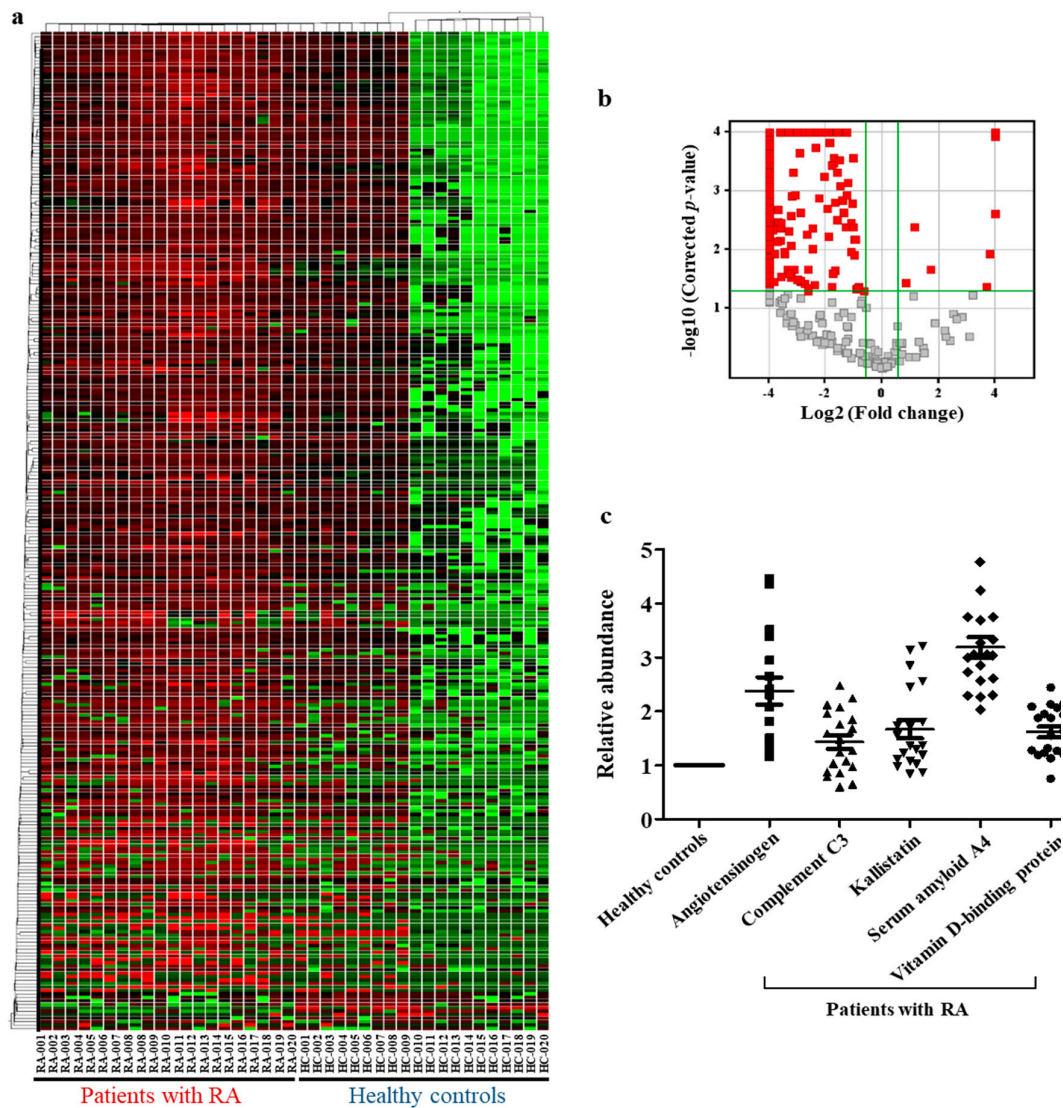 a
RA-001
RA-002
RA-003
RA-004
RA-005
RA-006
RA-007
RA-008
RA-008
RA-009
RA-010
RA-011
RA-013
RA-014
RA-015
RA-016
RA-017
RA-018
RA-019
RA-020
HC-001
HC-002
HC-003
HC-004
HC-005
HC-006
HC-007
HC-008
HC-009
HC-010
HC-011
HC-012
HC-013
HC-014
HC-015
HC-016
HC-017
HC-018
HC-019
HC-020
Patients with RA
Healthy controls
b
-log10 (Corrected p-value)
4
3
2
1
-4
-2
0
2
4
Log2 (Fold change)
c
Relative abundance
5
4
3
2
1
0
Healthy controls
Angiotensinogen
Complement C3
Kallistatin
Serum amyloid A4
Vitamin D-binding protein
Patients with RA